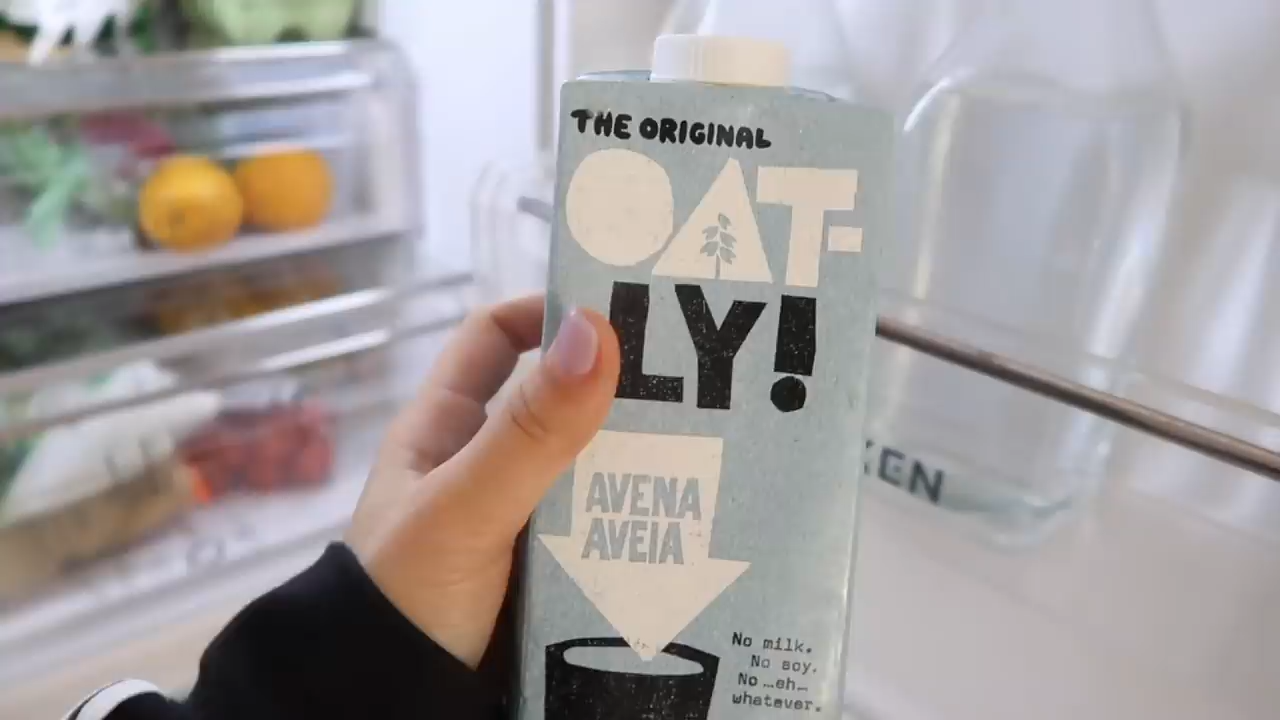 THE ORIGINAL
OAT-
LY!
AVENA
AVEIA
No milk.
No soy.
No …eh…
whatever.
KEN